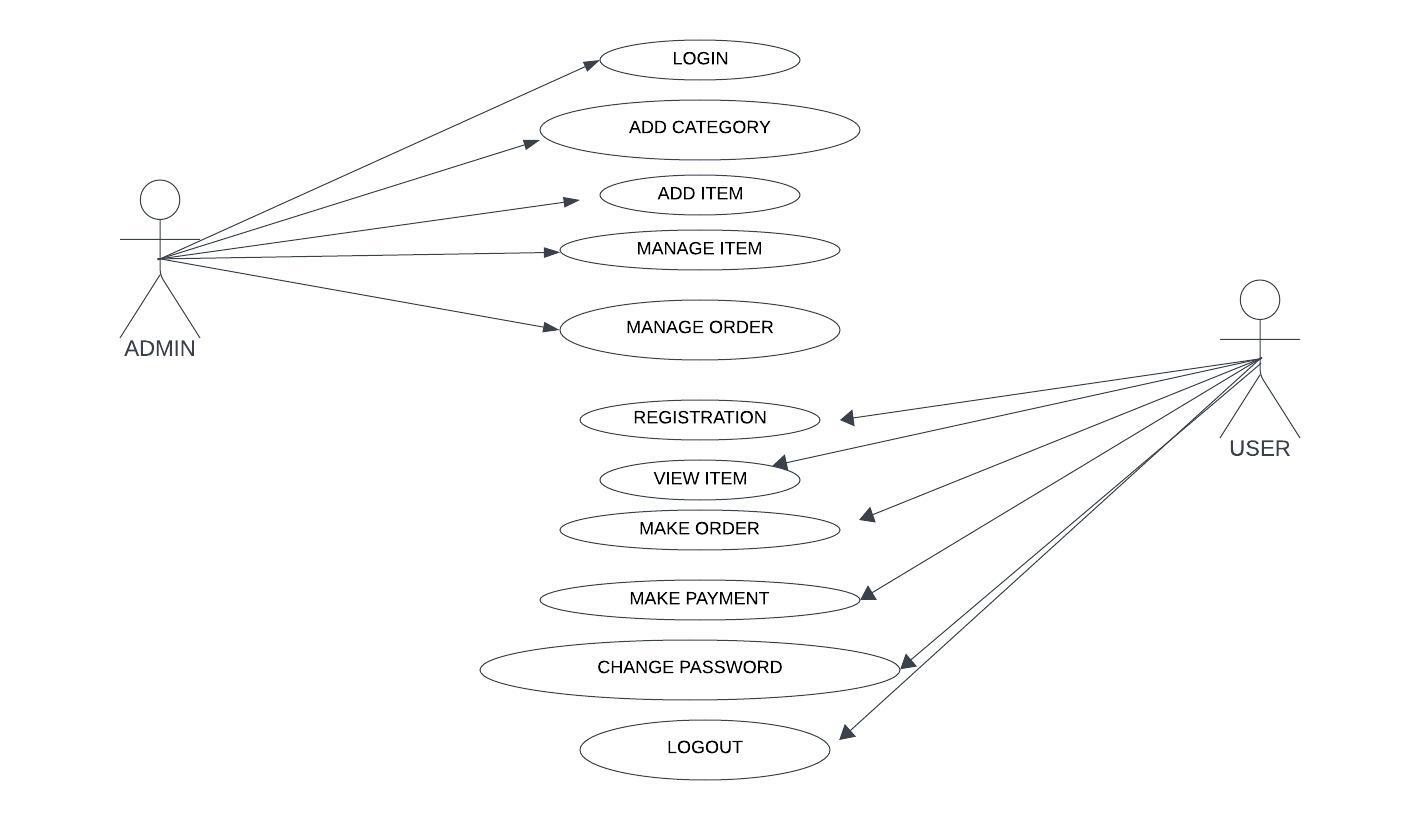 LOGIN
ADD CATEGORY
ADD ITEM
MANAGE ITEM
MANAGE ORDER
ADMIN
REGISTRATION
USER
VIEW ITEM
MAKE ORDER
MAKE PAYMENT
CHANGE PASSWORD
LOGOUT